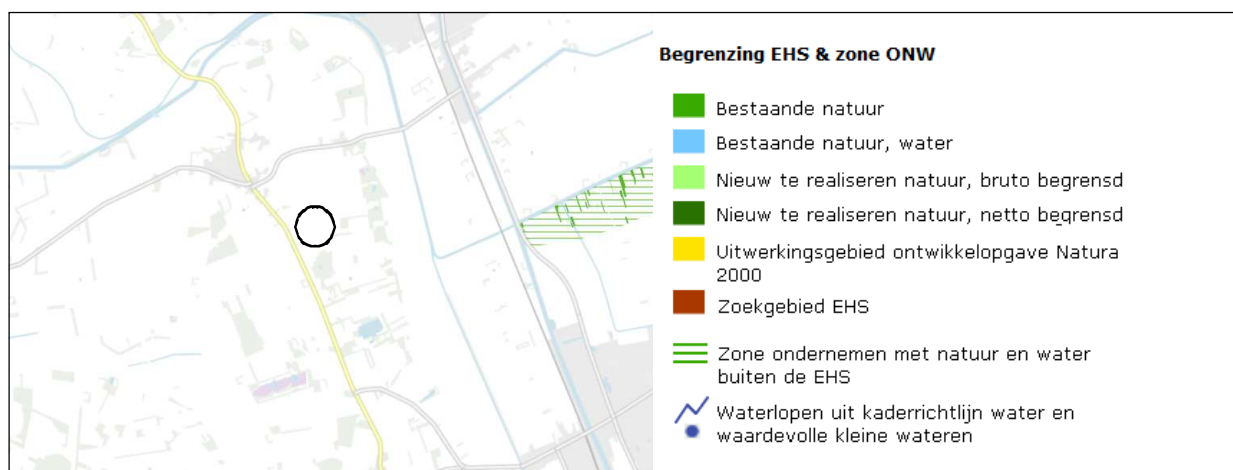 Begrenzing EHS & zone ONW
Bestaande natuur
Bestaande natuur, water
Nieuw te realiseren natuur, bruto begrensd
Nieuw te realiseren natuur, netto begrensd
Uitwerkingsgebied ontwikkelopgave Natura
2000
Zoekgebied EHS
Zone ondernemen met natuur en water
buiten de EHS
Waterlopen uit kaderrichtlijn water en
waardevolle kleine wateren